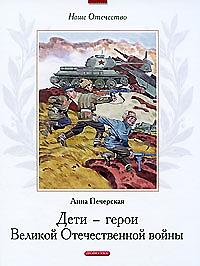 Наше Отечество
Анна Печерская
Дети – герои
Великой Отечественной войны